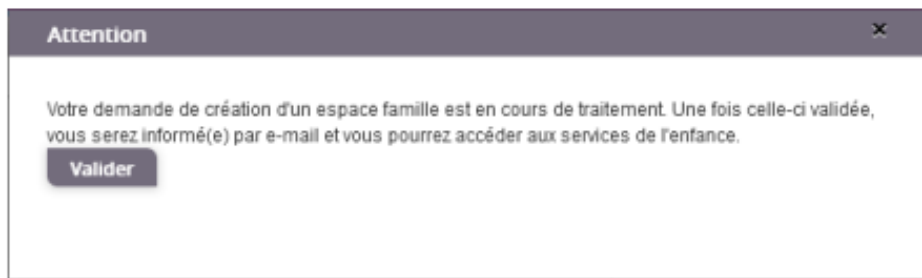 Attention
Votre demande de création d'un espace famille est en cours de traitement. Une fois celle-ci validée,
vous serez informé(e) par e-mail et vous pourrez accéder aux services de l'enfance.
Valider